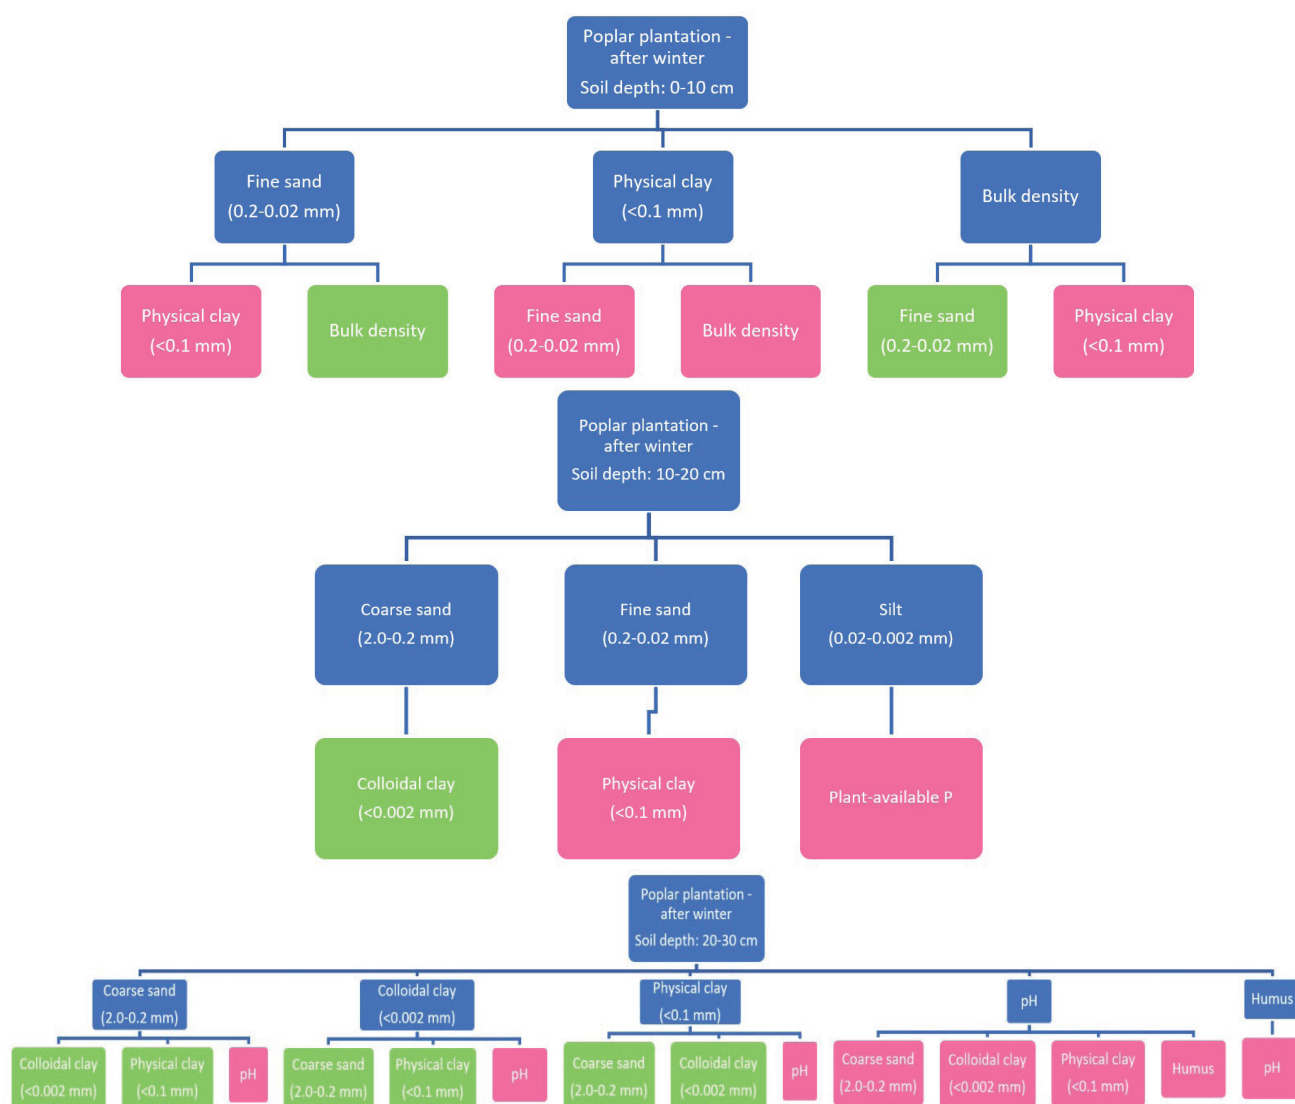 Poplar plantation -
after winter
Soil depth: 0-10 cm
Fine sand
(0.2-0.02 mm)
Physical clay
(<0.1 mm)
Bulk density
Physical clay
(<0.1 mm)
Bulk density
Fine sand
(0.2-0.02 mm)
Bulk density
Fine sand
(0.2-0.02 mm)
Physical clay
(<0.1 mm)
Poplar plantation -
after winter
Soil depth: 10-20 cm
Coarse sand
(2.0-0.2 mm)
Fine sand
(0.2-0.02 mm)
Silt
(0.02-0.002 mm)
Colloidal clay
(<0.002 mm)
Physical clay
(<0.1 mm)
Plant-available P
Poplar plantation -
after winter
Soil depth: 20-30 cm
Coarse sand
(2.0-0.2 mm)
Colloidal clay
(<0.002 mm)
Physical clay
(<0.1 mm)
pH
Humus
Colloidal clay
(<0.002 mm)
Physical clay
(<0.1 mm)
pH
Coarse sand
(2.0-0.2 mm)
Physical clay
(<0.1 mm)
pH
Coarse sand
(2.0-0.2 mm)
Colloidal clay
(<0.002 mm)
pH
Coarse sand
(2.0-0.2 mm)
Colloidal clay
(<0.002 mm)
Physical clay
(<0.1 mm)
Humus
pH